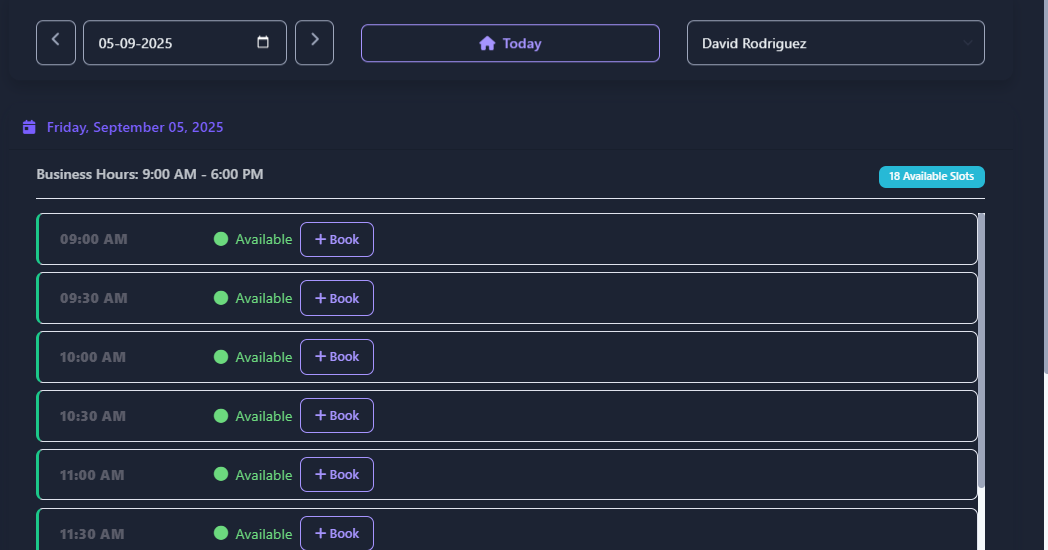 05-09-2025 Today David Rodriguez
Friday, September 05, 2025
Business Hours: 9:00 AM - 6:00 PM 18 Available Slots
09:00 AM Available + Book
09:30 AM Available + Book
10:00 AM Available + Book
10:30 AM Available + Book
11:00 AM Available + Book
11:30 AM Available + Book